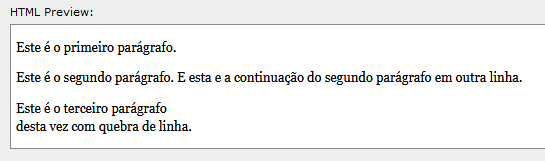 HTML Preview:
Este é o primeiro parágrafo.
Este é o segundo parágrafo. E esta e a continuação do segundo parágrafo em outra linha.
Este é o terceiro parágrafo
desta vez com quebra de linha.